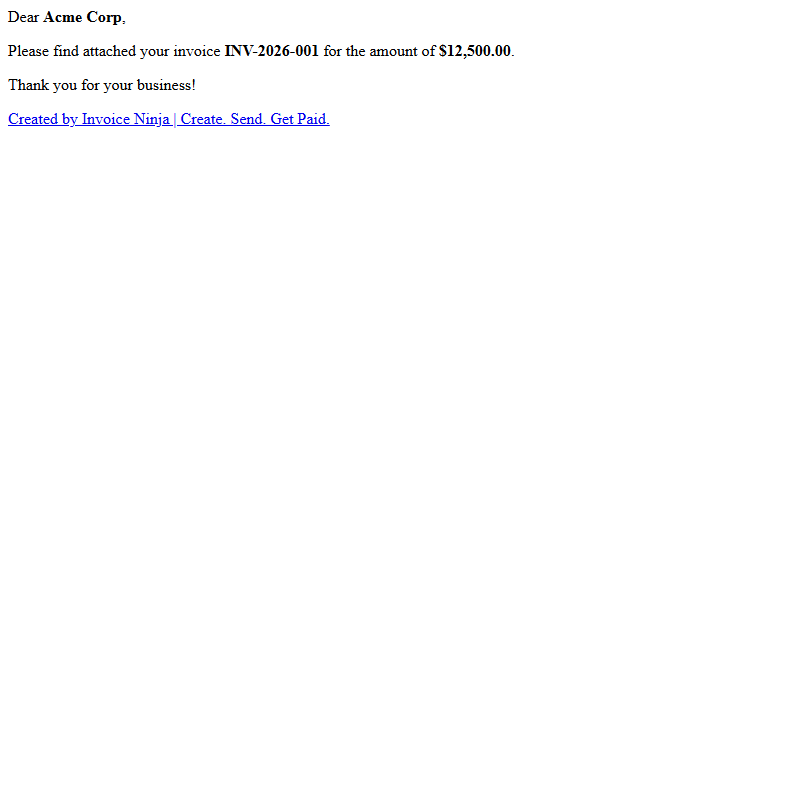 Dear Acme Corp,
Please find attached your invoice INV-2026-001 for the amount of $12,500.00.
Thank you for your business!
Created by Invoice Ninja | Create. Send. Get Paid.